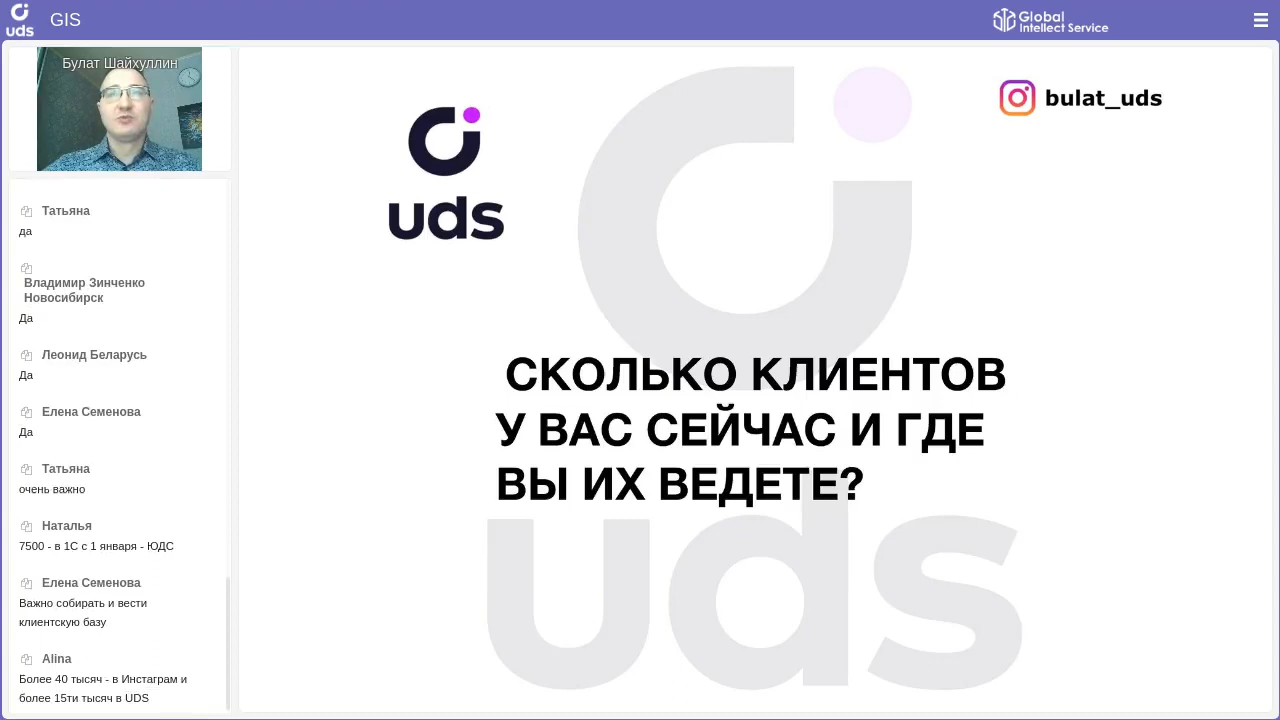 uds
GIS
Global
Intellect Service
Булат Шайхуллин
Татьяна
да
Владимир Зинченко
Новосибирск
Да
Леонид Беларусь
Да
Елена Семенова
Да
Татьяна
очень важно
Наталья
7500 - в 1С с 1 января - ЮДС
Елена Семенова
Важно собирать и вести
клиентскую базу
Alina
Более 40 тысяч - в Инстаграм и
более 15ти тысяч в UDS
uds
bulat_uds
СКОЛЬКО КЛИЕНТОВ
У ВАС СЕЙЧАС И ГДЕ
ВЫ ИХ ВЕДЕТЕ?
uds